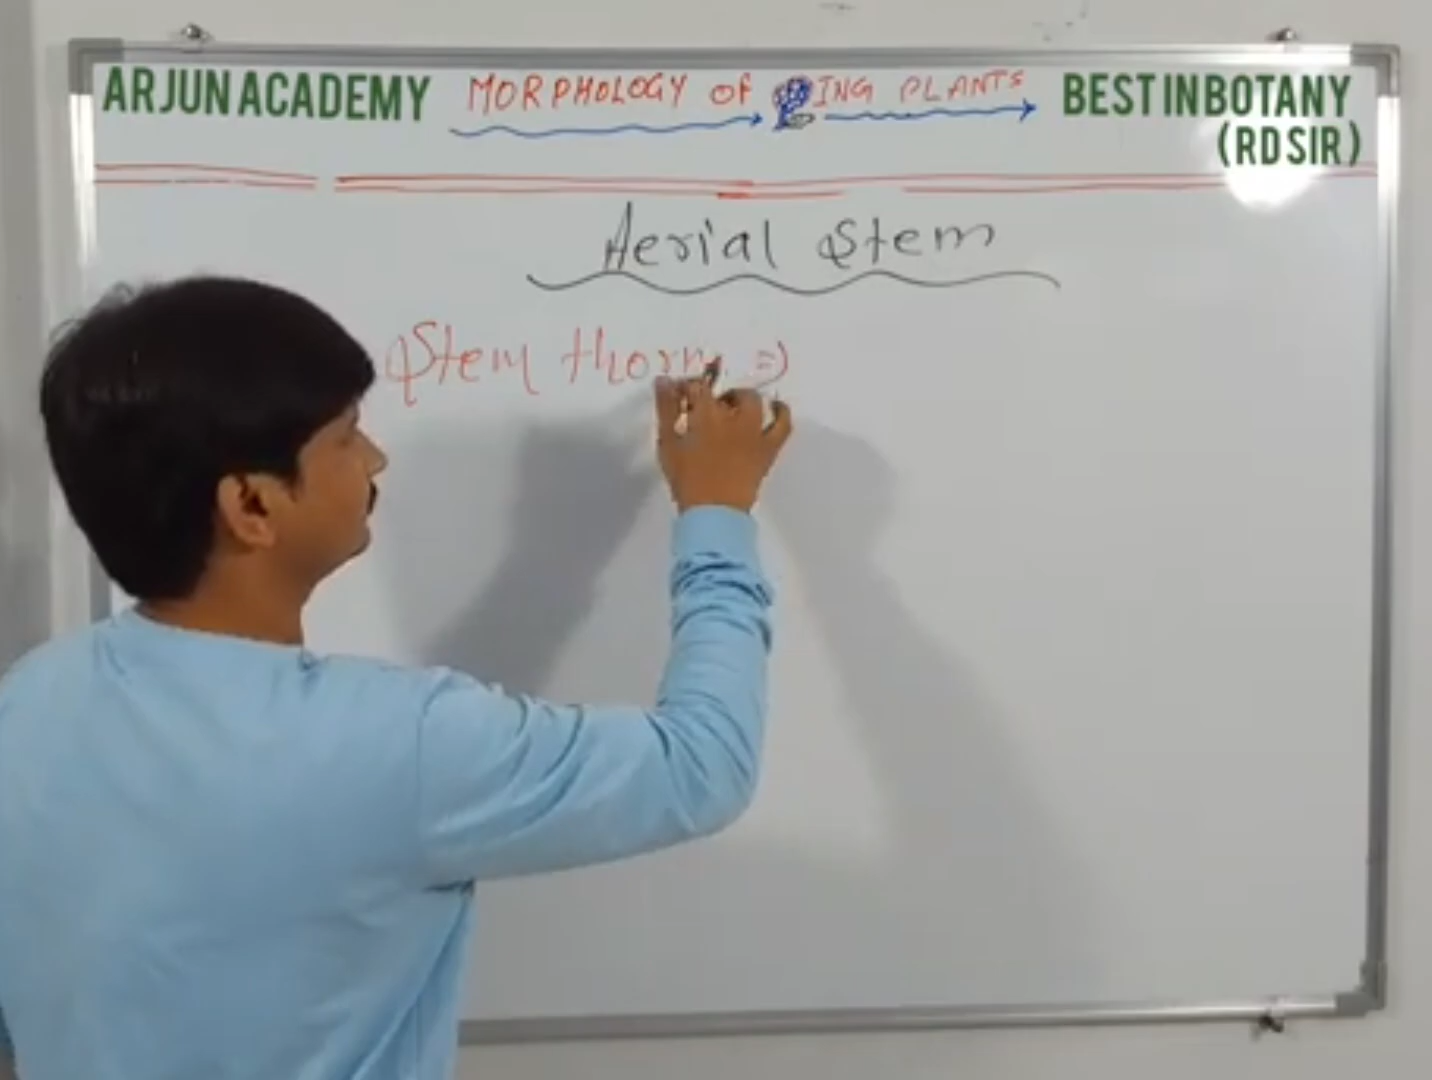 ARJUN ACADEMY MORPHOLOGY OF ING PLANTS BEST IN BOTANY
(RD SIR)
Aerial Stem
Stem thorn ⇒